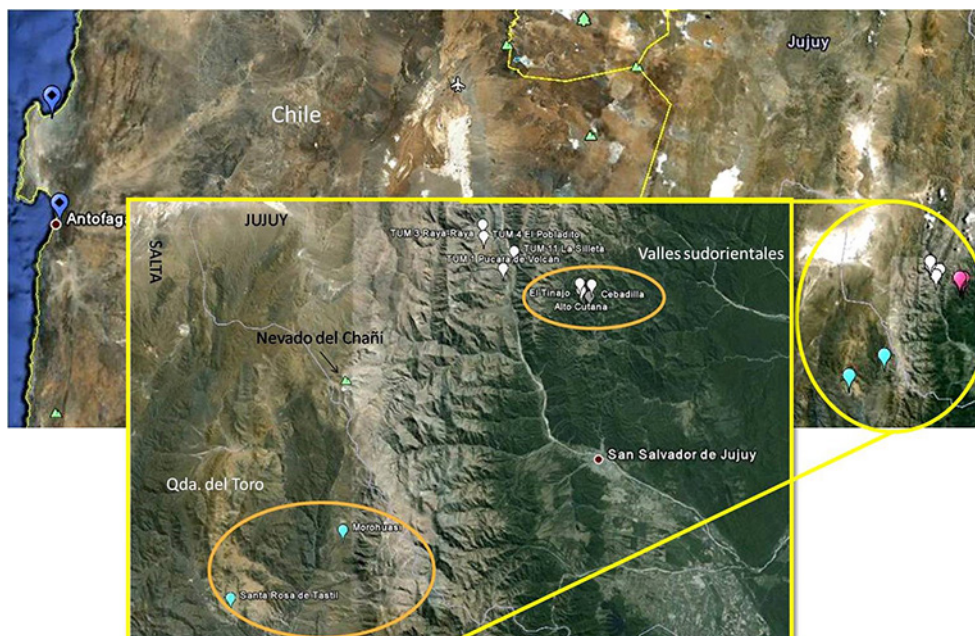 Jujuy
Chile
Antofaga
JUJUY
SALTA
TUM 3 Raya-Raya
TUM 4 El Pobladito
TUM 11 La Silleta
TUM 1 Pucara de Volcán
Valles sudorientales
El Tinajo
Cebadilla
Alto Cutana
Nevado del Chañi
San Salvador de Jujuy
Qda. del Toro
Morohuasi
Santa Rosa de Tastil